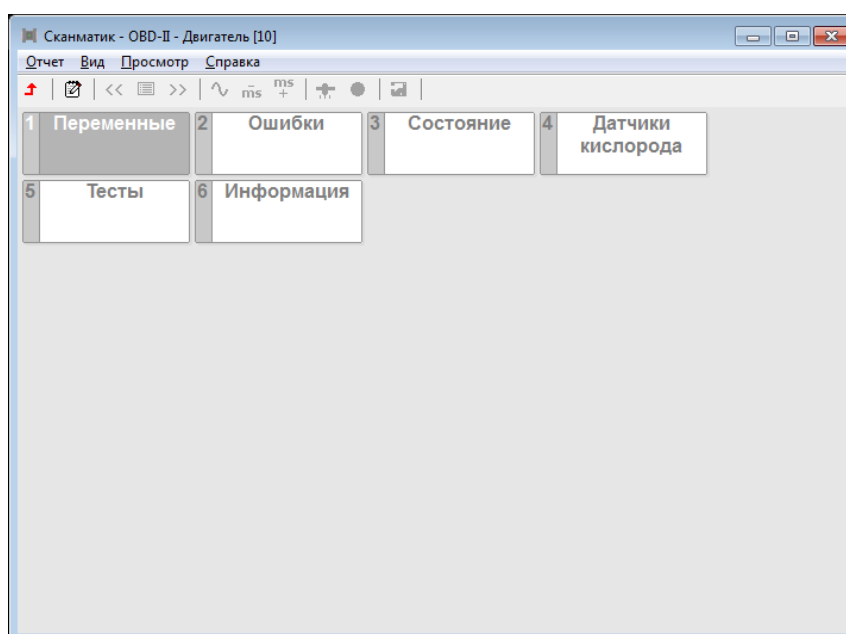 Сканматик - OBD-II - Двигатель [10]
Отчет Вид Просмотр Справка
<< >> ms ms
1 Переменные 2 Ошибки 3 Состояние 4 Датчики
кислорода
5 Тесты 6 Информация